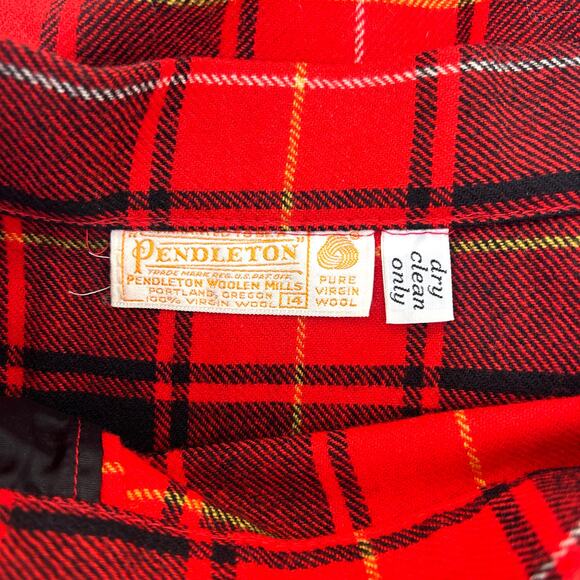 "PENDLETON"
TRADE MARK REG. U.S. PAT. OFF.
PENDLETON WOOLEN MILLS
PORTLAND, OREGON
100% VIRGIN WOOL
14
PURE
VIRGIN
WOOL
dry
clean
only